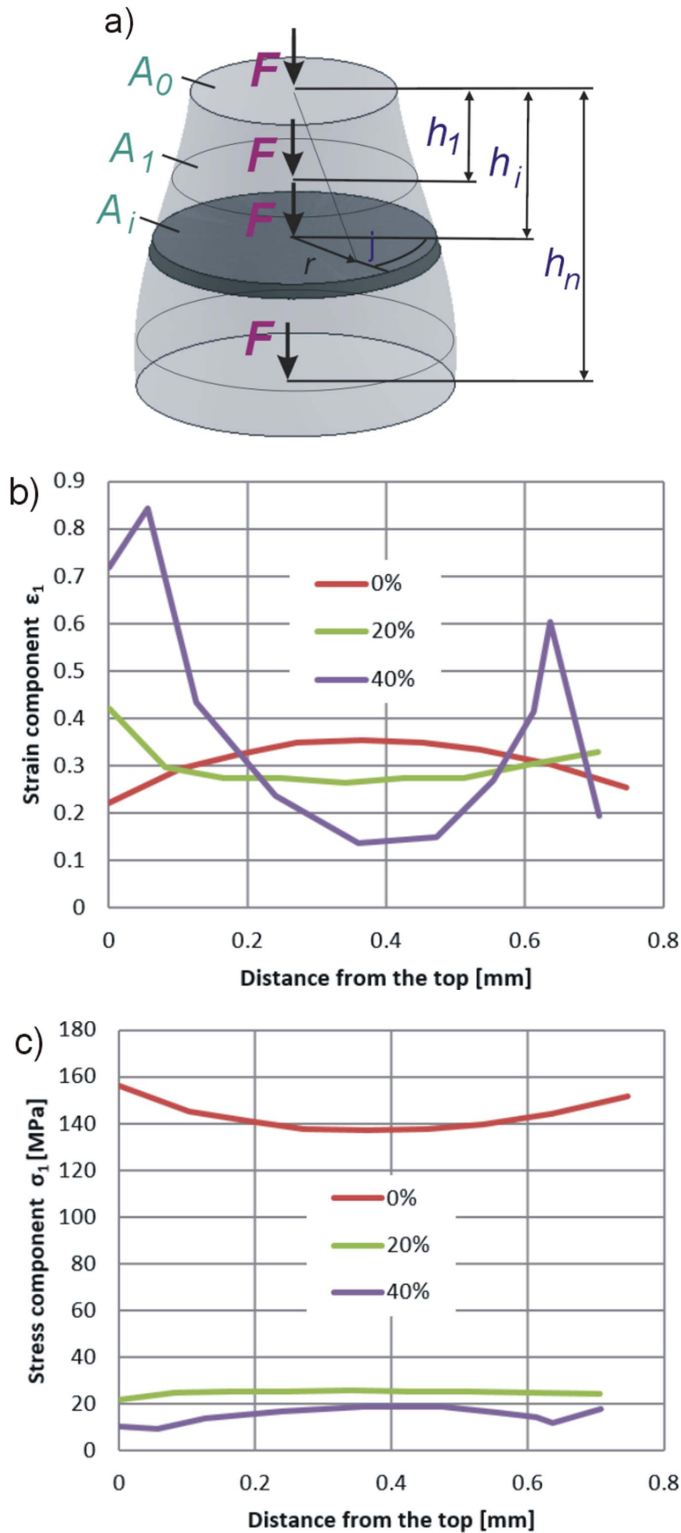 a)
A0
F
A1
F
h1
hi
Ai
F
j
r
hn
F
b)
0.9
0.8
0.7
0.6
0.5
0.4
0.3
0.2
0.1
0
Strain component ε1
0%
20%
40%
0 0.2 0.4 0.6 0.8
Distance from the top [mm]
c)
180
160
140
120
100
80
60
40
20
0
Stress component σ1 [MPa]
0%
20%
40%
0 0.2 0.4 0.6 0.8
Distance from the top [mm]